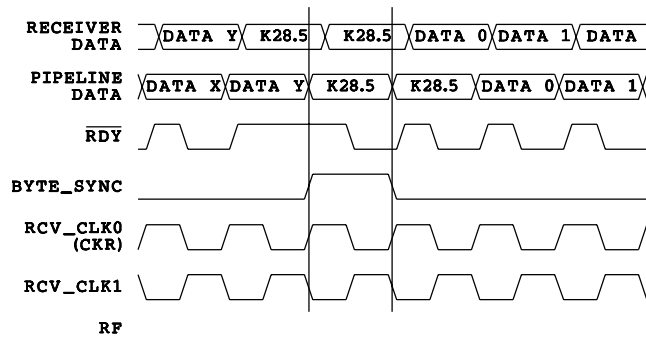 RECEIVER
DATA
DATA Y K28.5 K28.5 DATA 0 DATA 1 DATA
PIPELINE
DATA
DATA X DATA Y K28.5 K28.5 DATA 0 DATA 1
RDY
BYTE_SYNC
RCV_CLK0
(CKR)
RCV_CLK1
RF